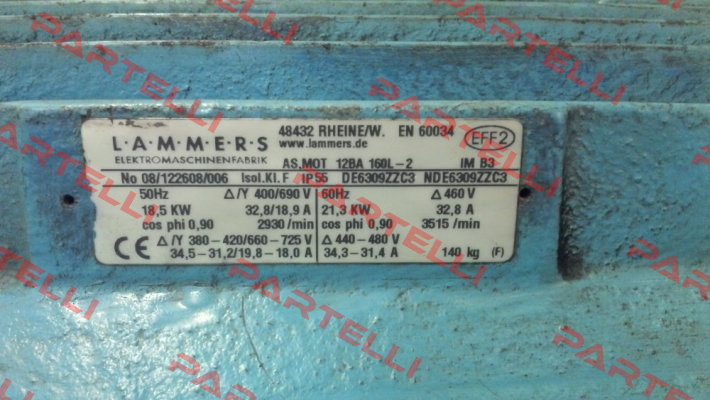 48432 RHEINE/W. EN 60034
L·A·M·M·E·R·S www.lammers.de EFF2
ELEKTROMASCHINENFABRIK
AS.MOT 12BA 160L-2 IM B3
No 08/122608/006 Isol.Kl.F IP55 DE6309ZZC3 NDE6309ZZC3
50Hz Δ/Y 400/690 V 60Hz Δ 460 V
18,5 KW 32,8/18,9 A 21,3 KW 32,8 A
cos phi 0,90 2930 /min cos phi 0,90 3515 /min
CE Δ/Y 380-420/660-725 V Δ 440-480 V
34,5-31,2/19,8-18,0 A 34,3-31,4 A 140 kg (F)
PARTELLI
PARTELLI
PARTELLI
PARTELLI
PARTELLI
PARTELLI
PARTELLI